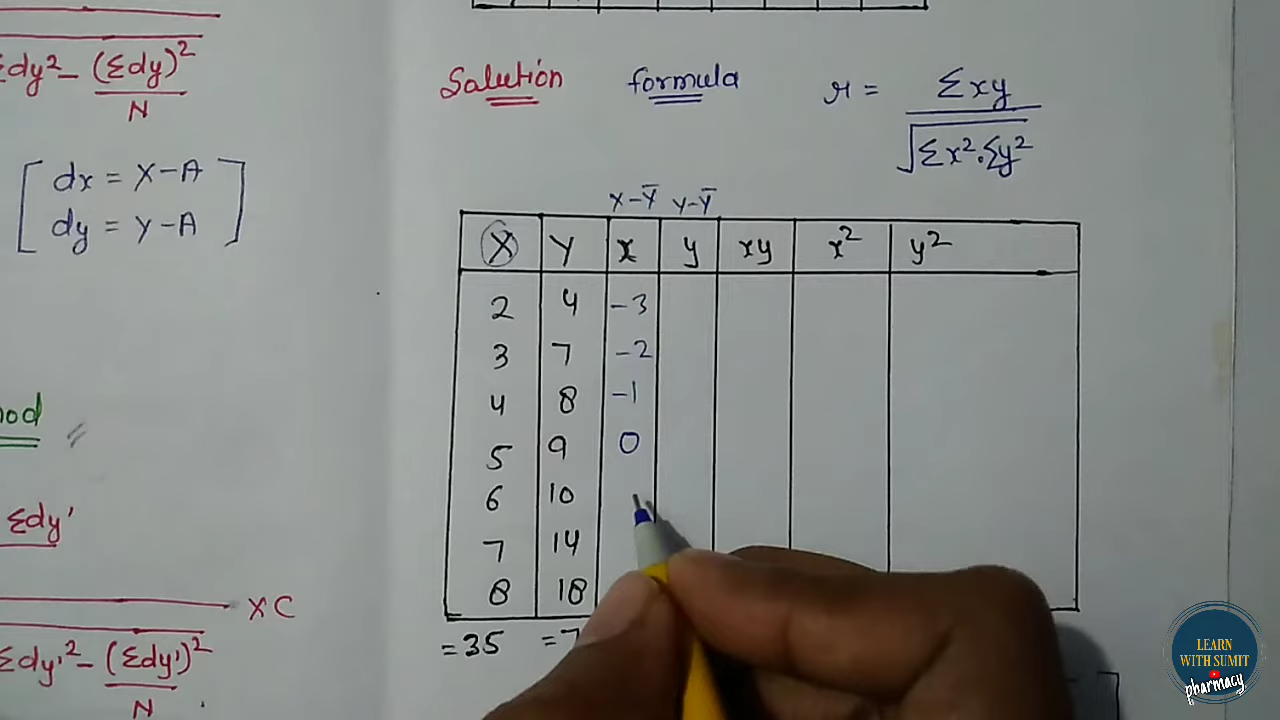 Σdy² - (Σdy)²
N
dx = X-A
dy = Y-A
Σdy'
XC
Σdy'² - (Σdy')²
N
Solution formula r = Σxy
√Σx².Σy²
X-X̅ Y-Y̅
X Y x y xy x² y²
2 4 -3
3 7 -2
4 8 -1
5 9 0
6 10
7 14
8 18
=35 =7
LEARN
WITH SUMIT
pharmacy